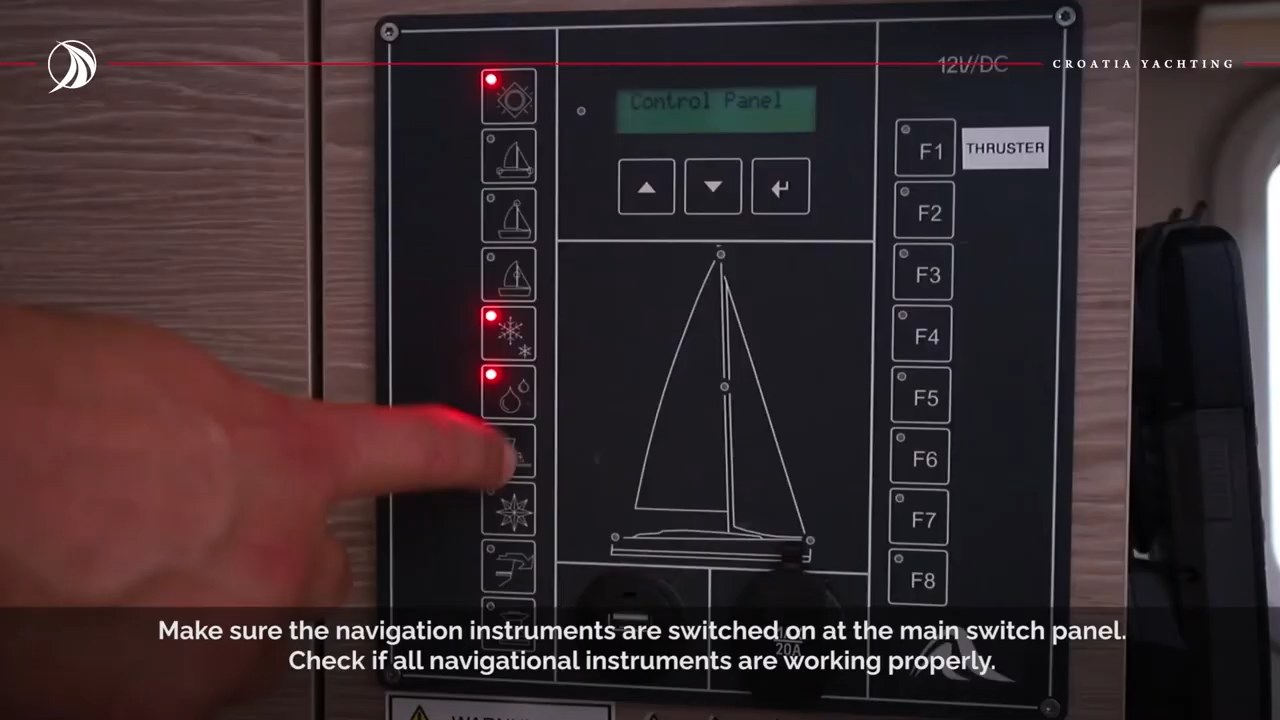 CROATIA YACHTING
12V/DC
Control Panel
F1
THRUSTER
F2
F3
F4
F5
F6
F7
F8
20A
Make sure the navigation instruments are switched on at the main switch panel.
Check if all navigational instruments are working properly.